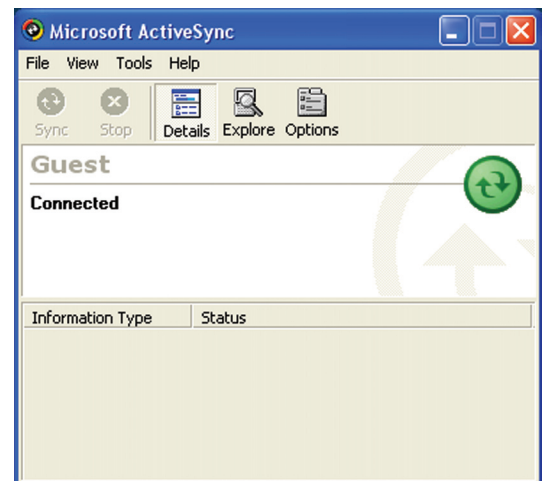 Microsoft ActiveSync
File View Tools Help
Sync Stop Details Explore Options
Guest
Connected
Information Type Status